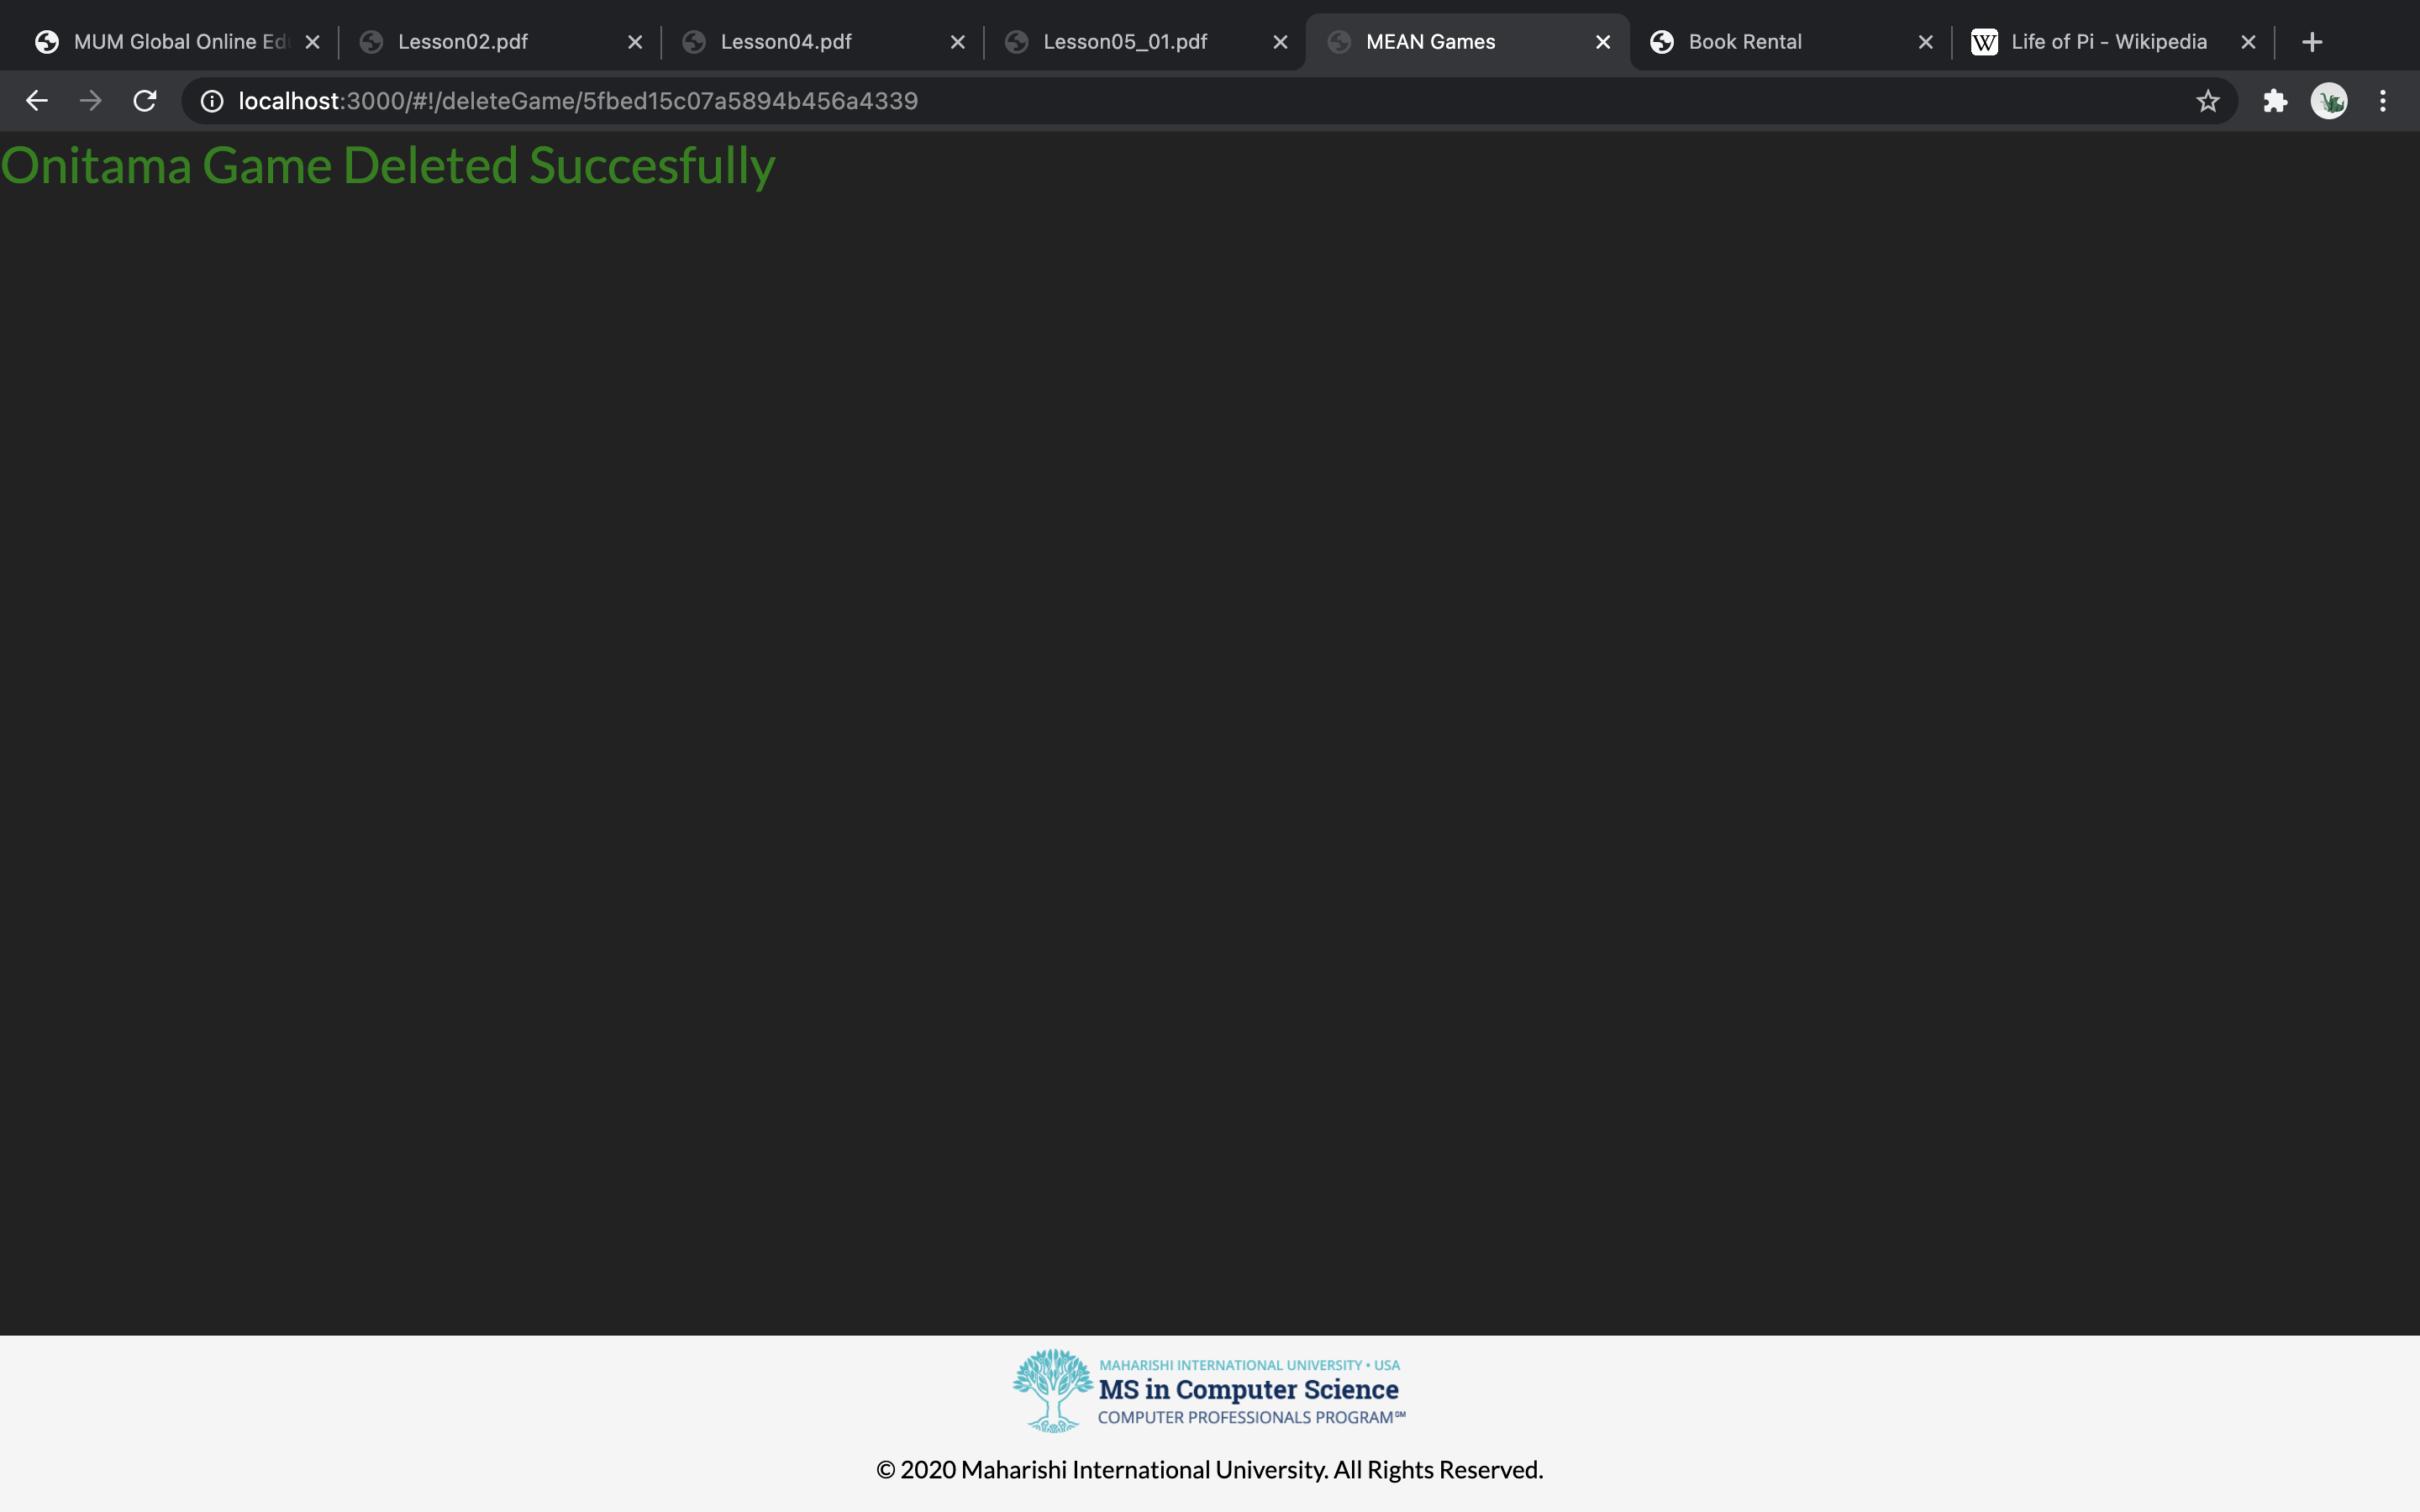 MUM Global Online Ed
Lesson02.pdf
Lesson04.pdf
Lesson05_01.pdf
MEAN Games
Book Rental
W
Life of Pi - Wikipedia
localhost:3000/#!/deleteGame/5fbed15c07a5894b456a4339
Onitama Game Deleted Succesfully
MAHARISHI INTERNATIONAL UNIVERSITY • USA
MS in Computer Science
COMPUTER PROFESSIONALS PROGRAM℠
© 2020 Maharishi International University. All Rights Reserved.